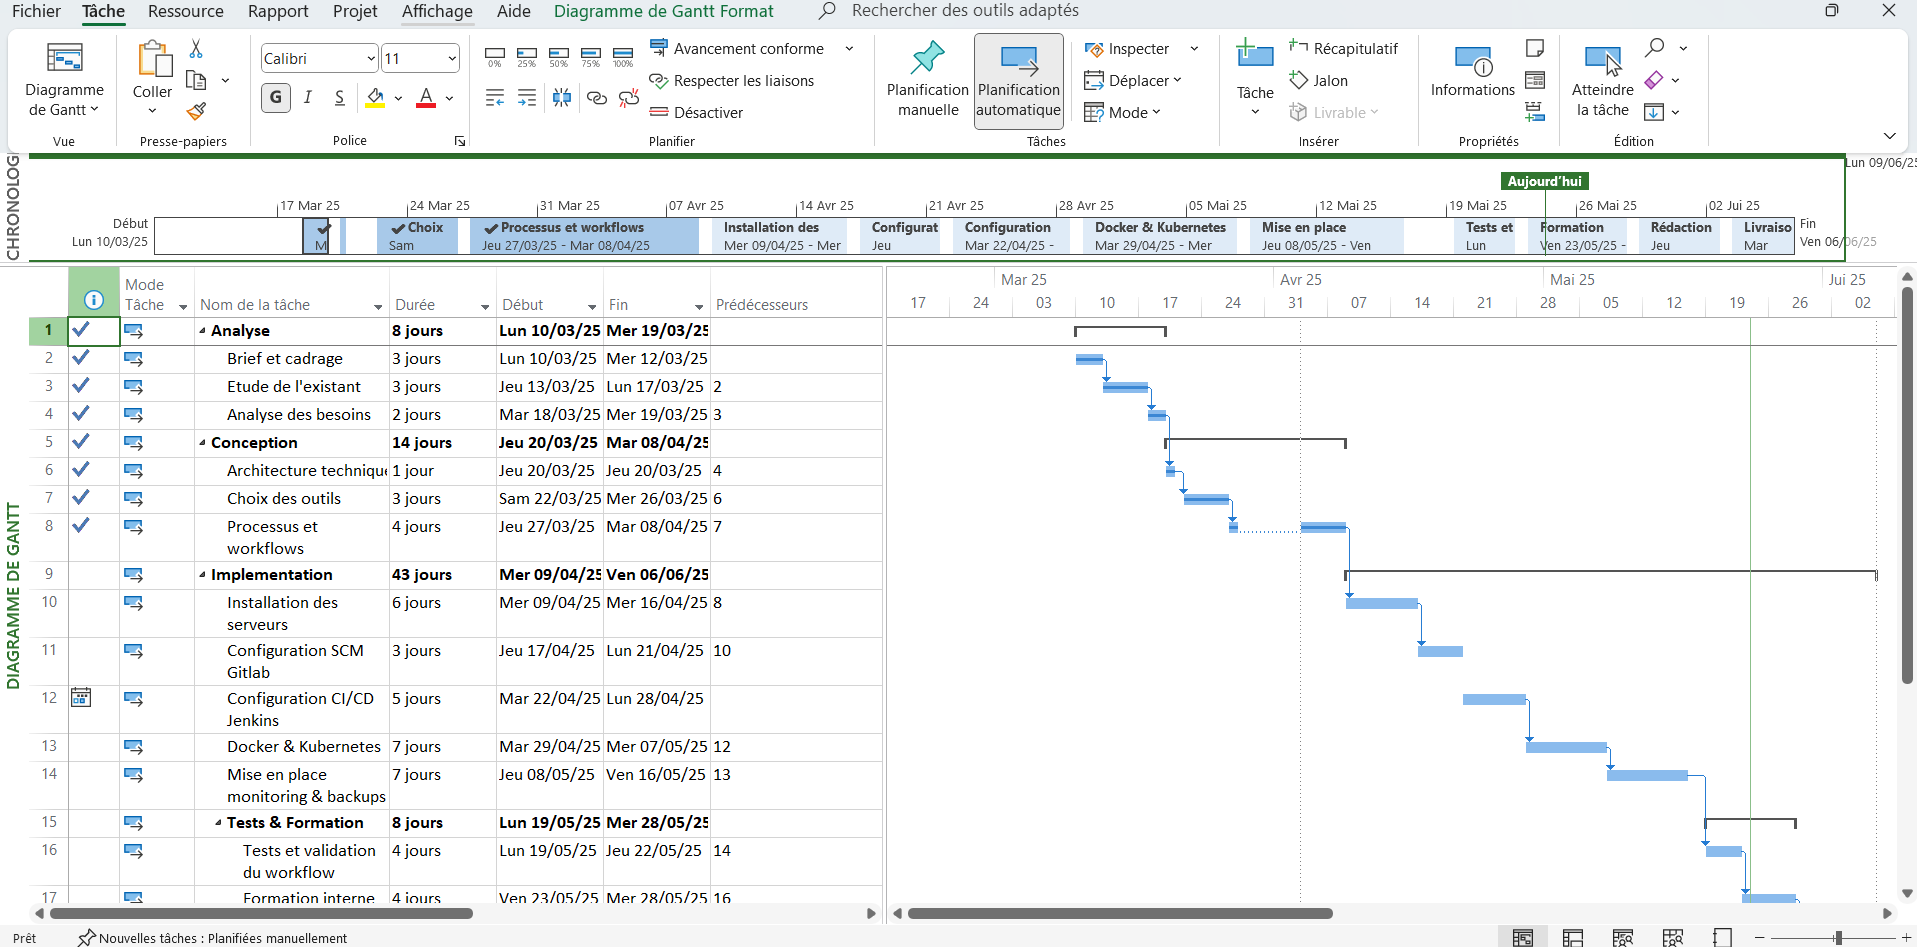 Fichier Tâche Ressource Rapport Projet Affichage Aide Diagramme de Gantt Format Rechercher des outils adaptés
Diagramme de Gantt
Vue
Coller
Presse-papiers
Calibri 11
G I S A
Police
0% 25% 50% 75% 100%
Avancement conforme
Respecter les liaisons
Désactiver
Planifier
Planification manuelle
Planification automatique
Inspecter
Déplacer
Mode
Tâches
Tâche
Récapitulatif
Jalon
Livrable
Insérer
Informations
Propriétés
Atteindre la tâche
Édition
CHRONOLOG
Lun 09/06/25
Aujourd'hui
17 Mar 25 24 Mar 25 31 Mar 25 07 Avr 25 14 Avr 25 21 Avr 25 28 Avr 25 05 Mai 25 12 Mai 25 19 Mai 25 26 Mai 25 02 Jui 25
Début
Lun 10/03/25
M
Choix
Sam
Processus et workflows
Jeu 27/03/25 - Mar 08/04/25
Installation des
Mer 09/04/25 - Mer
Configurat
Jeu
Configuration
Mar 22/04/25 -
Docker & Kubernetes
Mar 29/04/25 - Mer
Mise en place
Jeu 08/05/25 - Ven
Tests et
Lun
Formation
Ven 23/05/25 -
Rédaction
Jeu
Livraiso
Mar
Fin
Ven 06/06/25
DIAGRAMME DE GANTT
Mode Tâche Nom de la tâche Durée Début Fin Prédécesseurs
Mar 25 Avr 25 Mai 25 Jui 25
17 24 03 10 17 24 31 07 14 21 28 05 12 19 26 02
1 Analyse 8 jours Lun 10/03/25 Mer 19/03/25
2 Brief et cadrage 3 jours Lun 10/03/25 Mer 12/03/25
3 Etude de l'existant 3 jours Jeu 13/03/25 Lun 17/03/25 2
4 Analyse des besoins 2 jours Mar 18/03/25 Mer 19/03/25 3
5 Conception 14 jours Jeu 20/03/25 Mar 08/04/25
6 Architecture technique 1 jour Jeu 20/03/25 Jeu 20/03/25 4
7 Choix des outils 3 jours Sam 22/03/25 Mer 26/03/25 6
8 Processus et workflows 4 jours Jeu 27/03/25 Mar 08/04/25 7
9 Implementation 43 jours Mer 09/04/25 Ven 06/06/25
10 Installation des serveurs 6 jours Mer 09/04/25 Mer 16/04/25 8
11 Configuration SCM Gitlab 3 jours Jeu 17/04/25 Lun 21/04/25 10
12 Configuration CI/CD Jenkins 5 jours Mar 22/04/25 Lun 28/04/25
13 Docker & Kubernetes 7 jours Mar 29/04/25 Mer 07/05/25 12
14 Mise en place monitoring & backups 7 jours Jeu 08/05/25 Ven 16/05/25 13
15 Tests & Formation 8 jours Lun 19/05/25 Mer 28/05/25
16 Tests et validation du workflow 4 jours Lun 19/05/25 Jeu 22/05/25 14
17 Formation interne 4 jours Ven 23/05/25 Mer 28/05/25 16
Prêt Nouvelles tâches : Planifiées manuellement